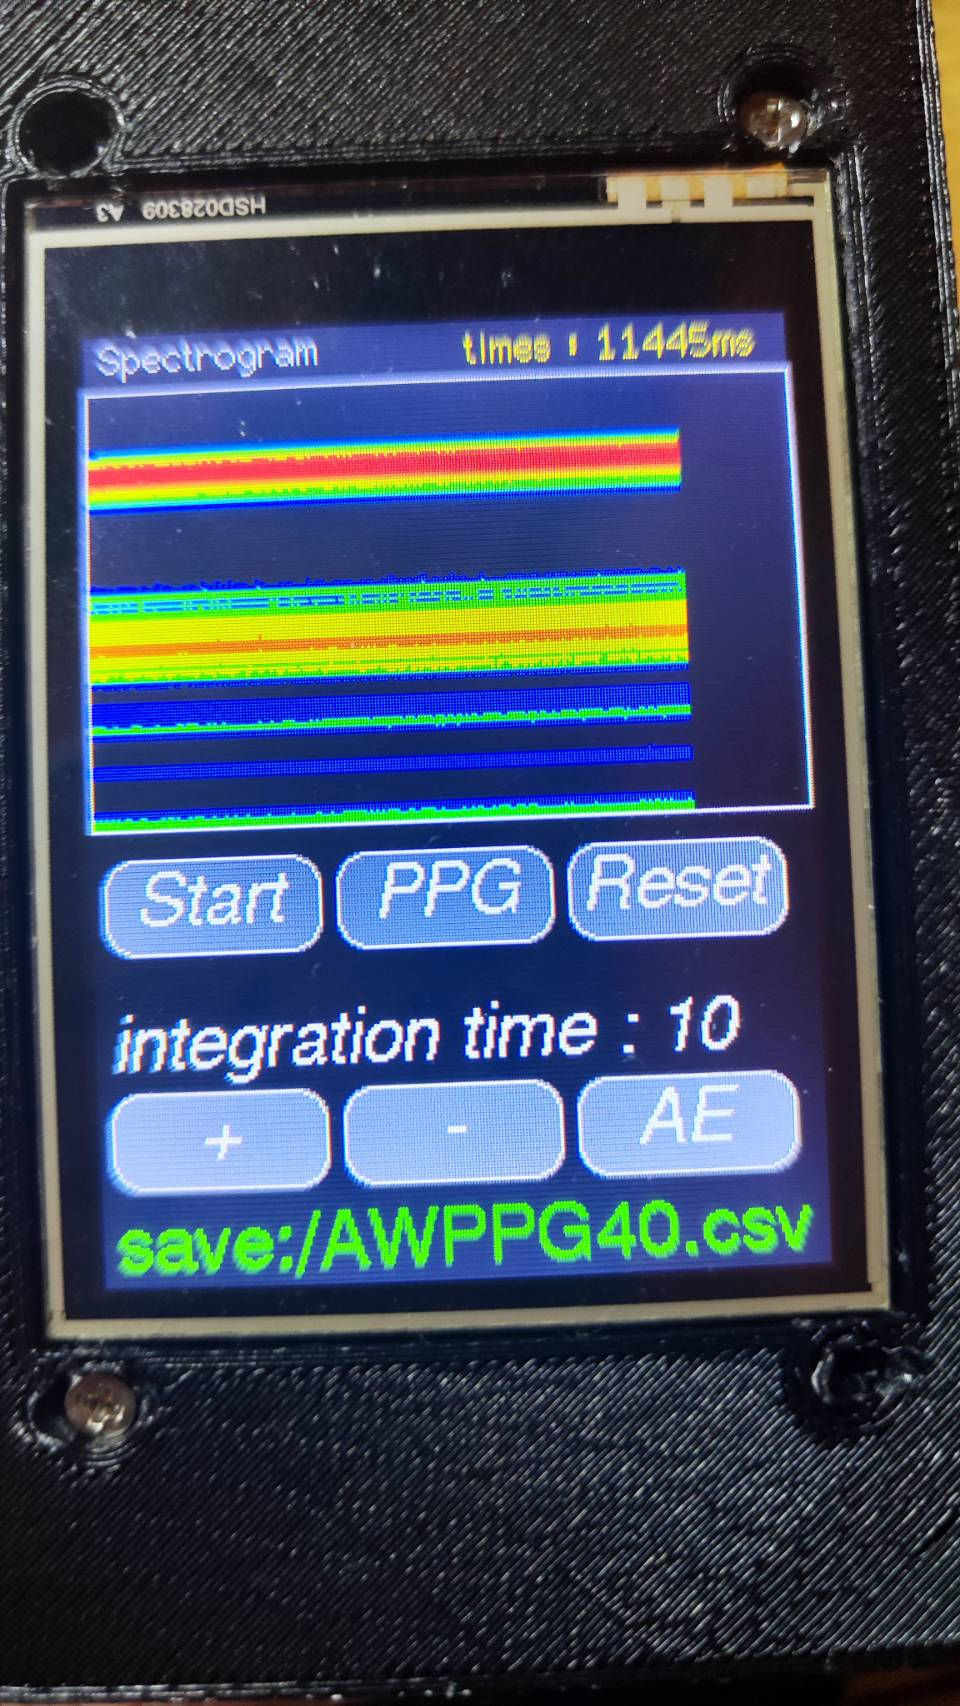 HSD028309 A3
Spectrogram times : 11445ms
Start PPG Reset
integration time : 10
+ - AE
save:/AWPPG40.csv